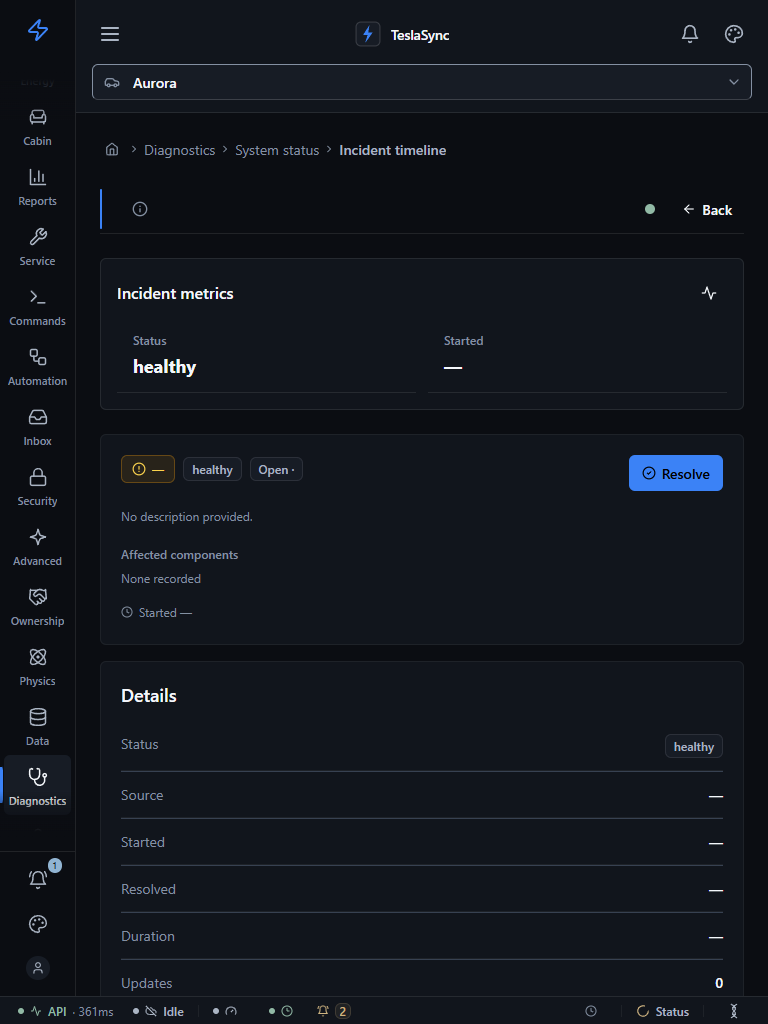 TeslaSync
Aurora
Cabin
Reports
Service
Commands
Automation
Inbox
Security
Advanced
Ownership
Physics
Data
Diagnostics
1
Diagnostics > System status > Incident timeline
Back
Incident metrics
Status
healthy
Started
—
— healthy Open ·
Resolve
No description provided.
Affected components
None recorded
Started —
Details
Status healthy
Source —
Started —
Resolved —
Duration —
Updates 0
API · 361ms Idle 2 Status